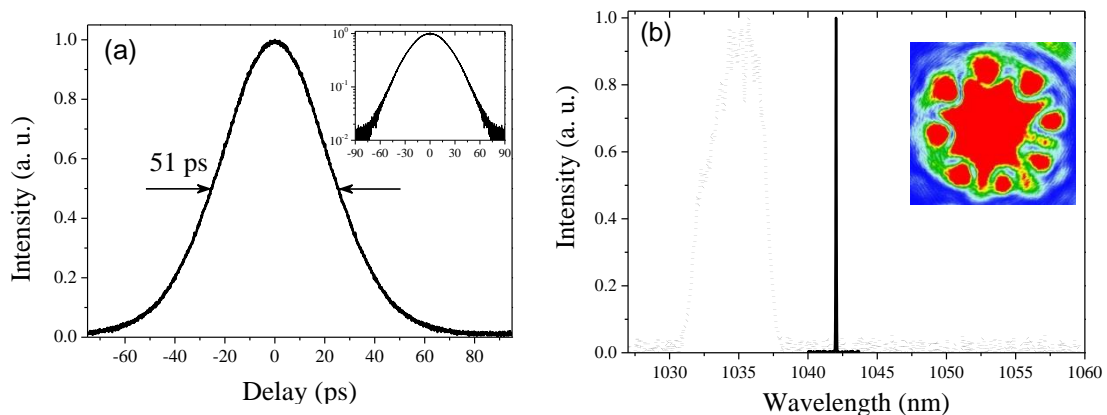 (a)
Intensity (a. u.)
1.0
0.8
0.6
0.4
0.2
0.0
51 ps
-60 -40 -20 0 20 40 60 80
Delay (ps)
10⁰
10⁻¹
10⁻²
-90 -60 -30 0 30 60 90
(b)
Intensity (a. u.)
1.0
0.8
0.6
0.4
0.2
0.0
1030 1035 1040 1045 1050 1055 1060
Wavelength (nm)